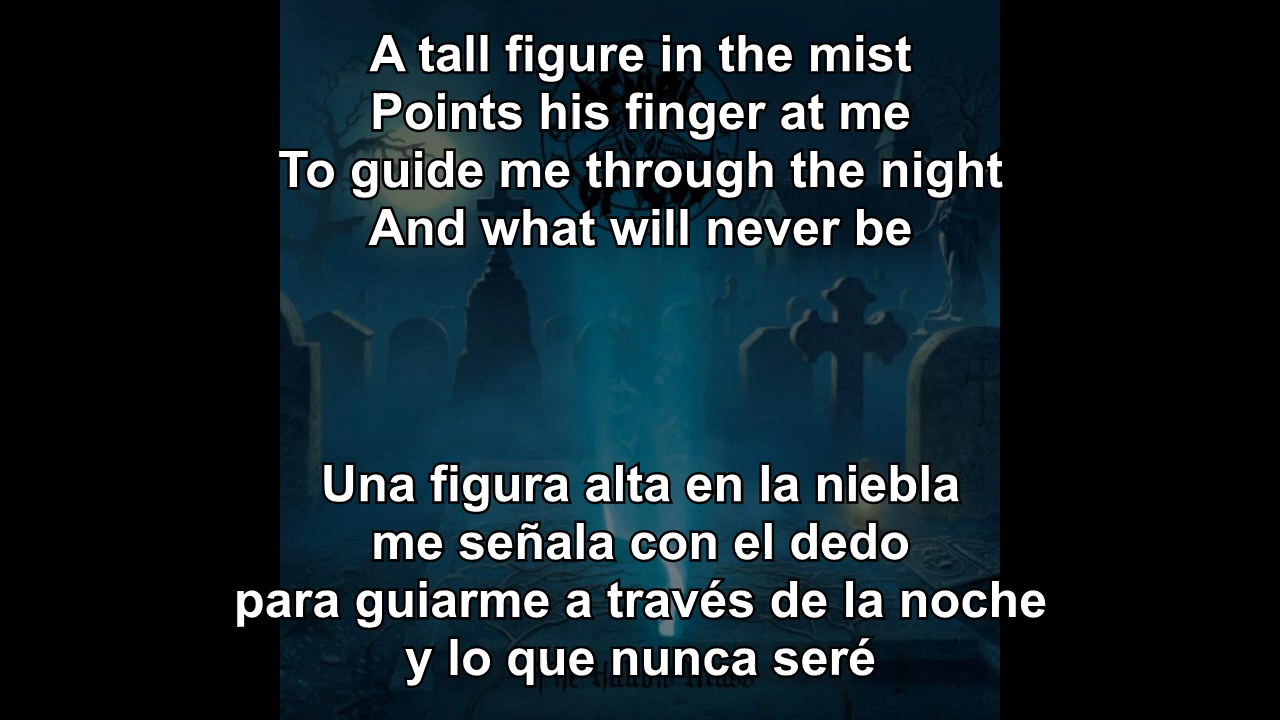 A tall figure in the mist
Points his finger at me
To guide me through the night
And what will never be
Una figura alta en la niebla
me señala con el dedo
para guiarme a través de la noche
y lo que nunca seré